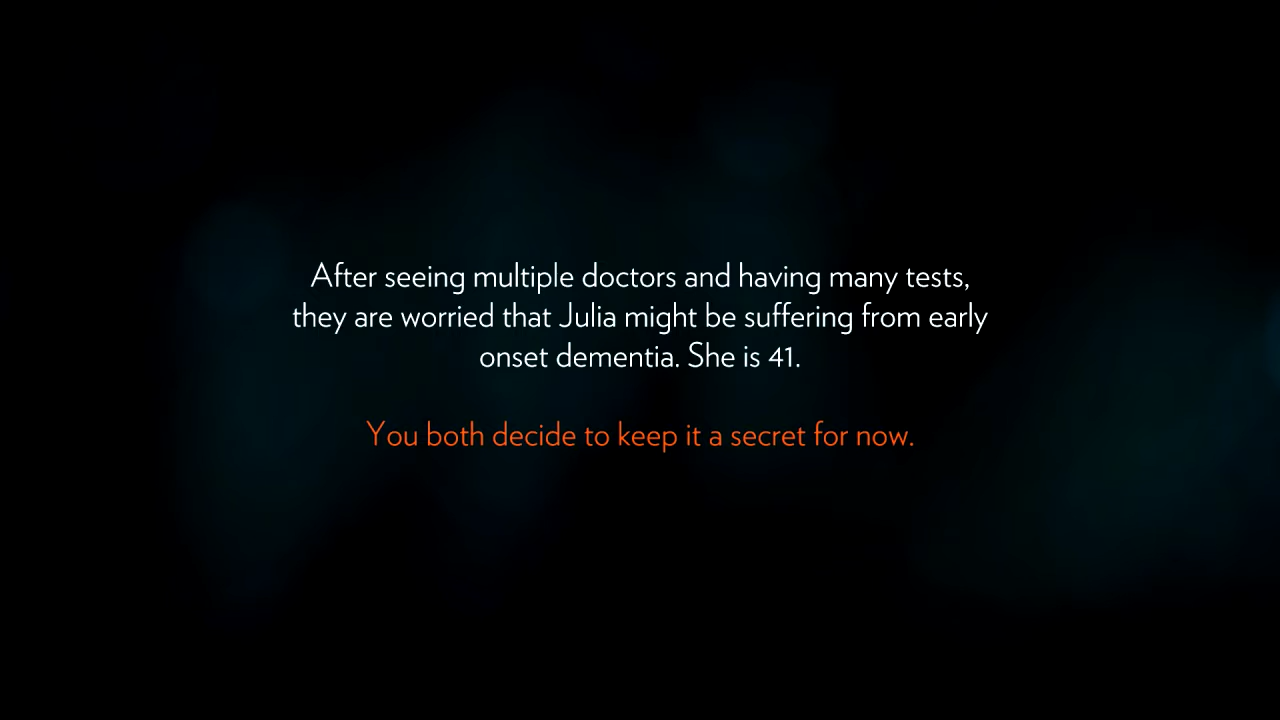 After seeing multiple doctors and having many tests,
they are worried that Julia might be suffering from early
onset dementia. She is 41.
You both decide to keep it a secret for now.